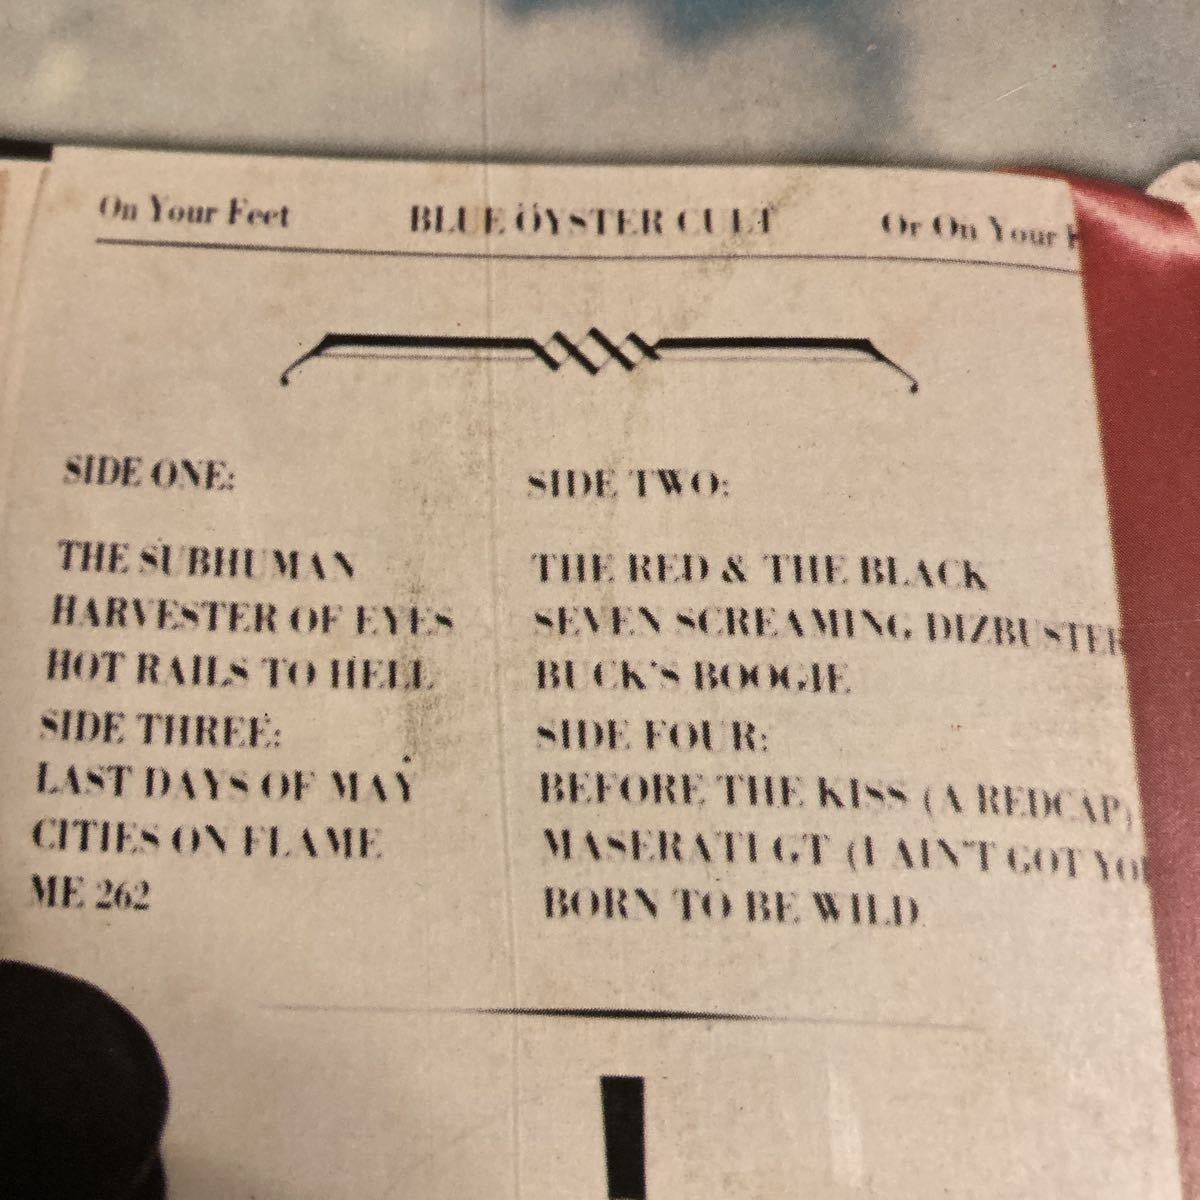 On Your Feet BLUE ÖYSTER CULT Or On Your
SIDE ONE:
THE SUBHUMAN
HARVESTER OF EYES
HOT RAILS TO HELL
SIDE THREE:
LAST DAYS OF MAY
CITIES ON FLAME
ME 262
SIDE TWO:
THE RED & THE BLACK
SEVEN SCREAMING DIZBUSTER
BUCK'S BOOGIE
SIDE FOUR:
BEFORE THE KISS (A REDCAP)
MASERATI GT (I AIN'T GOT YO
BORN TO BE WILD